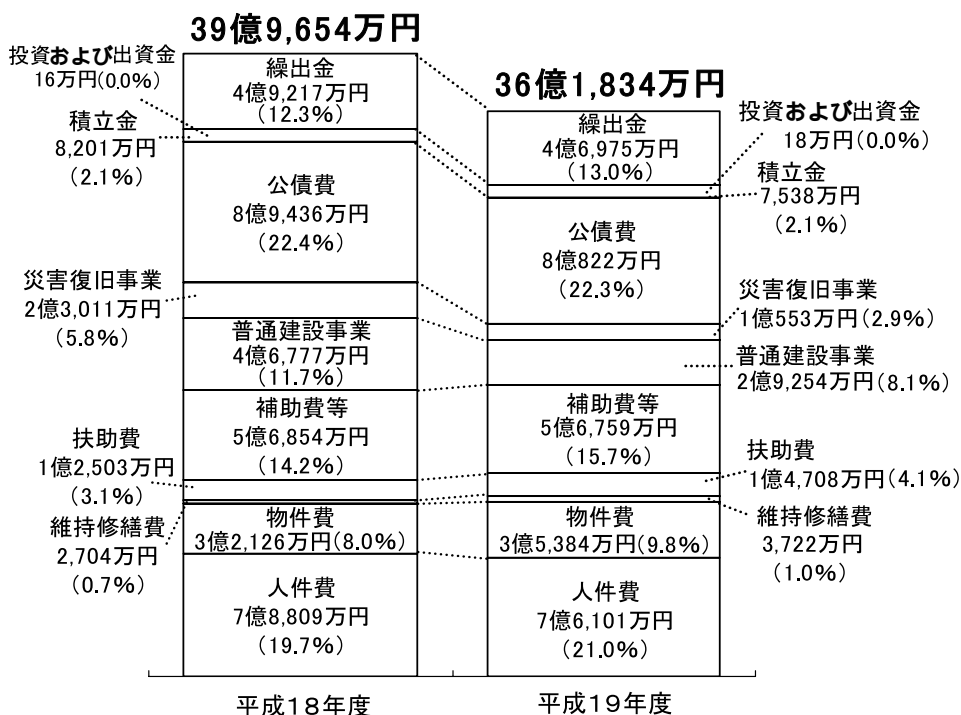 39億9,654万円
投資および出資金
16万円(0.0%)
繰出金
4億9,217万円
(12.3%)
積立金
8,201万円
(2.1%)
公債費
8億9,436万円
(22.4%)
災害復旧事業
2億3,011万円
(5.8%)
普通建設事業
4億6,777万円
(11.7%)
補助費等
5億6,854万円
(14.2%)
扶助費
1億2,503万円
(3.1%)
維持修繕費
2,704万円
(0.7%)
物件費
3億2,126万円(8.0%)
人件費
7億8,809万円
(19.7%)
平成18年度
36億1,834万円
繰出金
4億6,975万円
(13.0%)
投資および出資金
18万円(0.0%)
積立金
7,538万円
(2.1%)
公債費
8億822万円
(22.3%)
災害復旧事業
1億553万円(2.9%)
普通建設事業
2億9,254万円(8.1%)
補助費等
5億6,759万円
(15.7%)
扶助費
1億4,708万円(4.1%)
維持修繕費
3,722万円
(1.0%)
物件費
3億5,384万円(9.8%)
人件費
7億6,101万円
(21.0%)
平成19年度